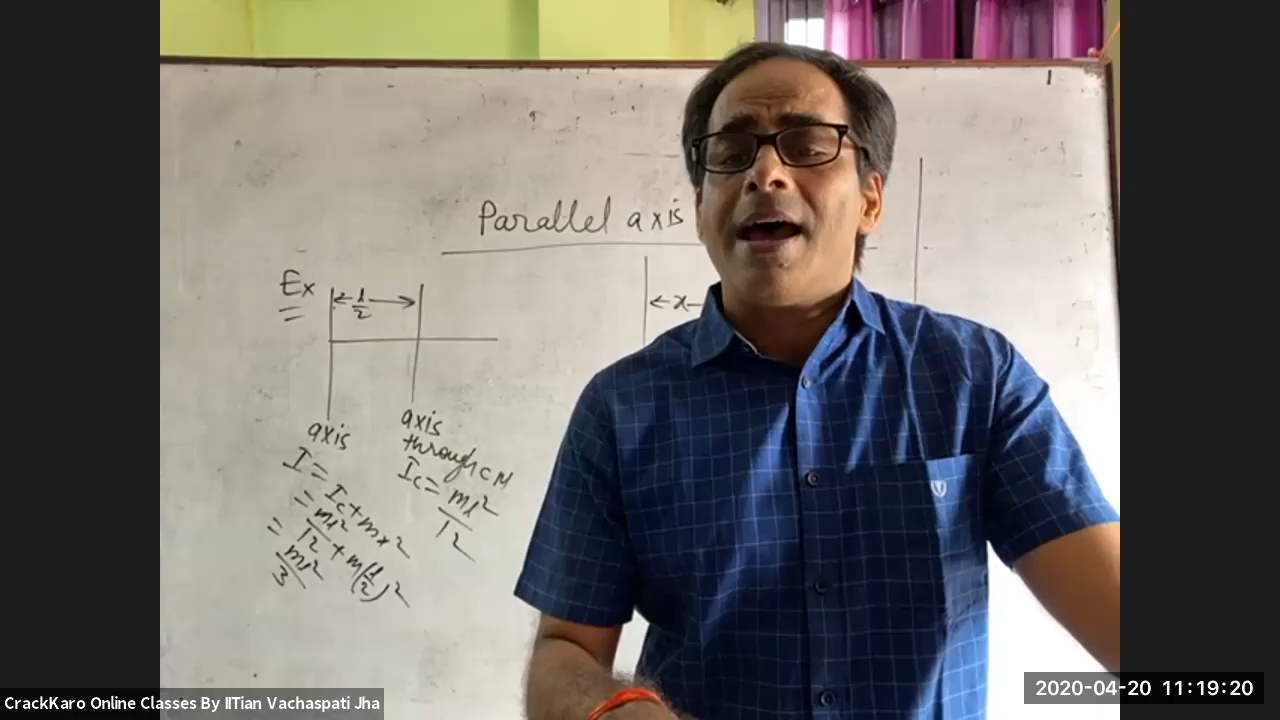 Parallel axis
Ex
←l/2→
←x
axis
I =
= Ic+mx²
= ml²/12 + m(l/2)²
ml²/3
axis
through CM
Ic = ml²/12
CrackKaro Online Classes By IITian Vachaspati Jha
2020-04-20 11:19:20